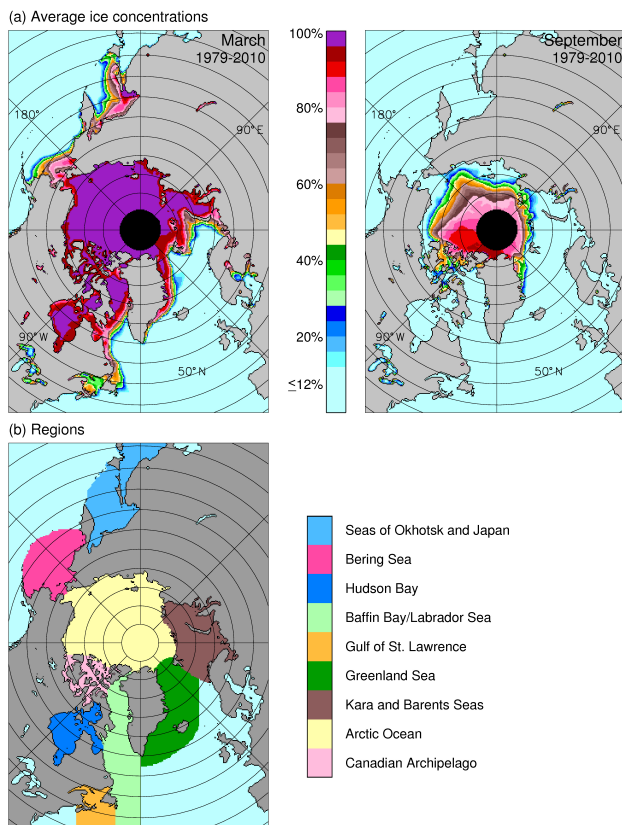 (a) Average ice concentrations
March
1979-2010
180°
90°E
90°W
50°N
100%
80%
60%
40%
20%
≤12%
September
1979-2010
180°
90°E
90°W
50°N
(b) Regions
Seas of Okhotsk and Japan
Bering Sea
Hudson Bay
Baffin Bay/Labrador Sea
Gulf of St. Lawrence
Greenland Sea
Kara and Barents Seas
Arctic Ocean
Canadian Archipelago